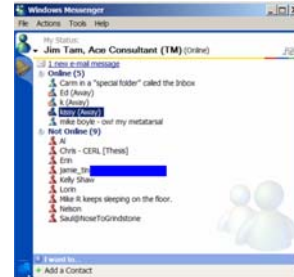 Windows Messenger
File Actions Tools Help
My Status:
Jim Tam, Ace Consultant (TM) (Online)
1 new e-mail message
Online (5)
Carm in a "special folder" called the Inbox
Ed (Away)
k (Away)
kassy (Away)
mike boyle - ow! my metatarsal
Not Online (9)
Al
Chris - CERL [Thesis]
Erin
jamie_tin
Kelly Shaw
Lorin
Mike R keeps sleeping on the floor.
Nelson
Saul@NoseToGrindstone
I want to...
Add a Contact